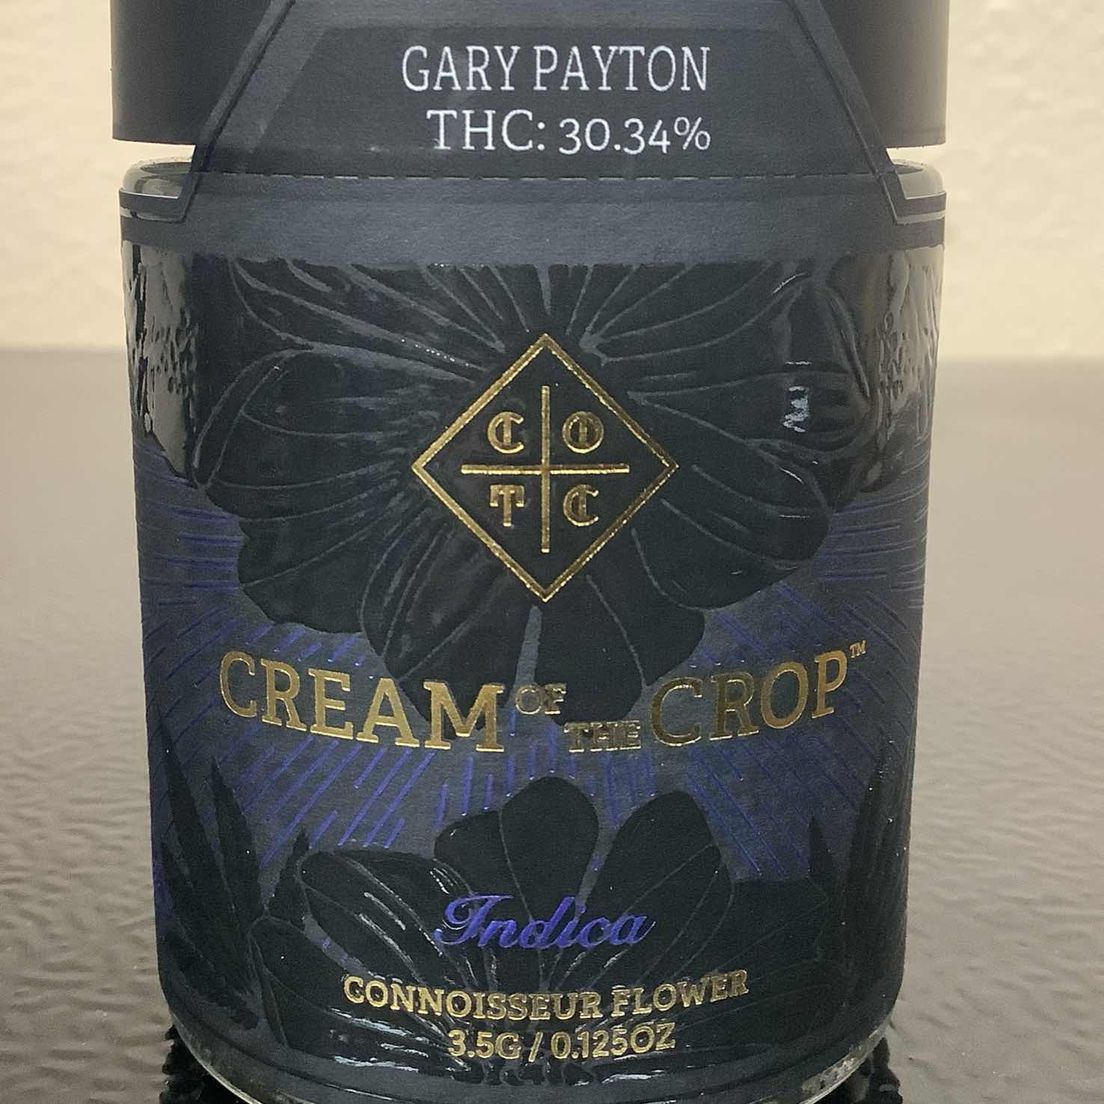 GARY PAYTON
THC: 30.34%
C O
T C
CREAM OF THE CROP™
Indica
CONNOISSEUR FLOWER
3.5G / 0.125OZ